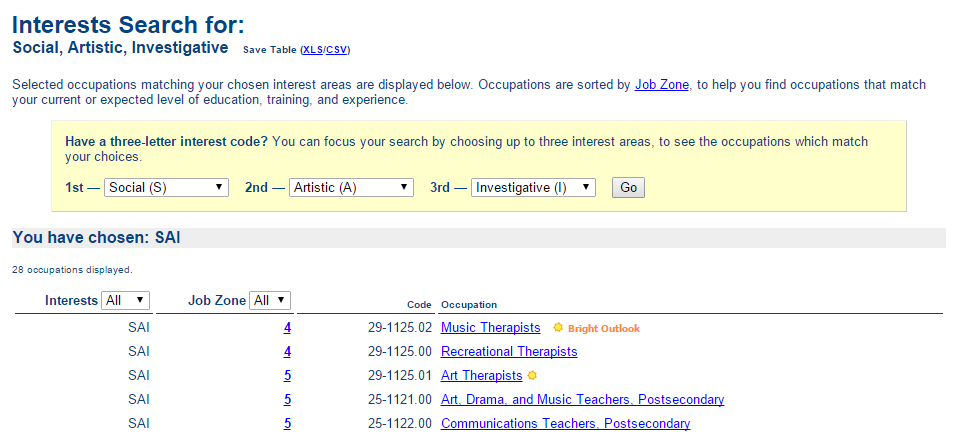 Interests Search for:
Social, Artistic, Investigative Save Table (XLS/CSV)
Selected occupations matching your chosen interest areas are displayed below. Occupations are sorted by Job Zone, to help you find occupations that match
your current or expected level of education, training, and experience.
Have a three-letter interest code? You can focus your search by choosing up to three interest areas, to see the occupations which match
your choices.
1st — Social (S) 2nd — Artistic (A) 3rd — Investigative (I) Go
You have chosen: SAI
28 occupations displayed.
Interests All Job Zone All Code Occupation
SAI 4 29-1125.02 Music Therapists Bright Outlook
SAI 4 29-1125.00 Recreational Therapists
SAI 5 29-1125.01 Art Therapists
SAI 5 25-1121.00 Art, Drama, and Music Teachers, Postsecondary
SAI 5 25-1122.00 Communications Teachers, Postsecondary